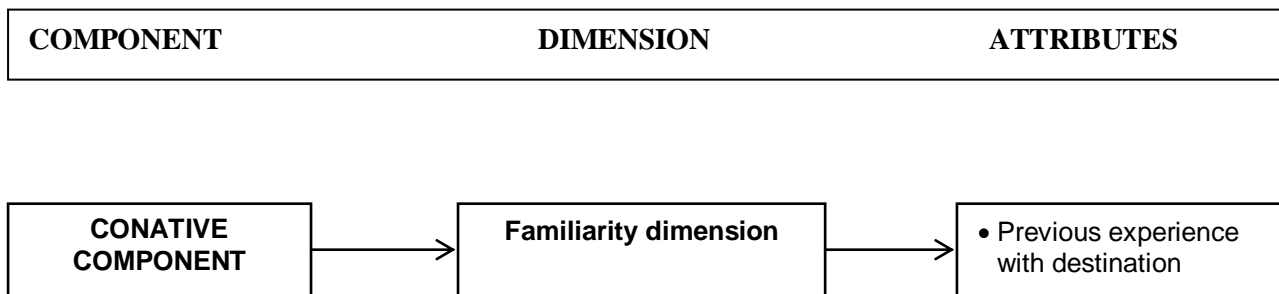 COMPONENT DIMENSION ATTRIBUTES
CONATIVE
COMPONENT
Familiarity dimension
• Previous experience
with destination